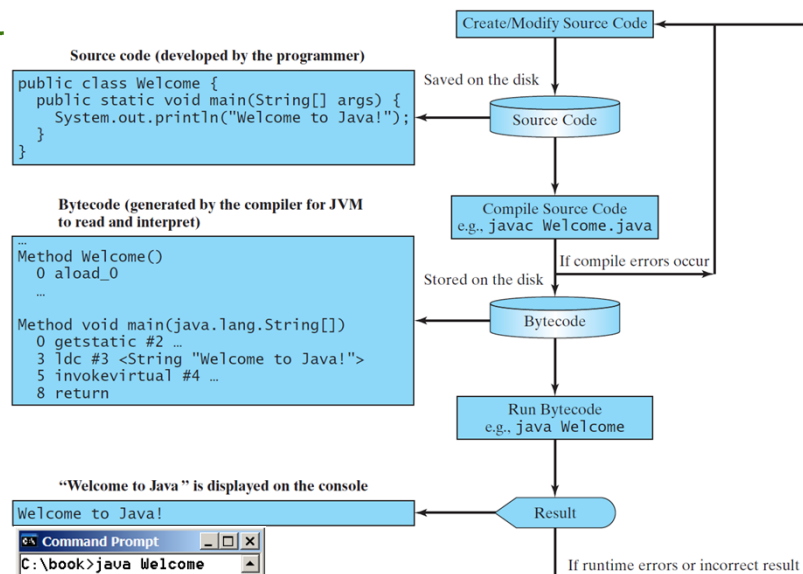 Create/Modify Source Code
Source code (developed by the programmer)
public class Welcome {
public static void main(String[] args) {
System.out.println("Welcome to Java!");
}
}
Saved on the disk
Source Code
Bytecode (generated by the compiler for JVM
to read and interpret)
Compile Source Code
e.g., javac Welcome.java
…
Method Welcome()
0 aload_0
…
Method void main(java.lang.String[])
0 getstatic #2 …
3 ldc #3 <String "Welcome to Java!">
5 invokevirtual #4 …
8 return
If compile errors occur
Stored on the disk
Bytecode
Run Bytecode
e.g., java Welcome
“Welcome to Java” is displayed on the console
Welcome to Java!
Result
Command Prompt
C:\book>java Welcome
If runtime errors or incorrect result